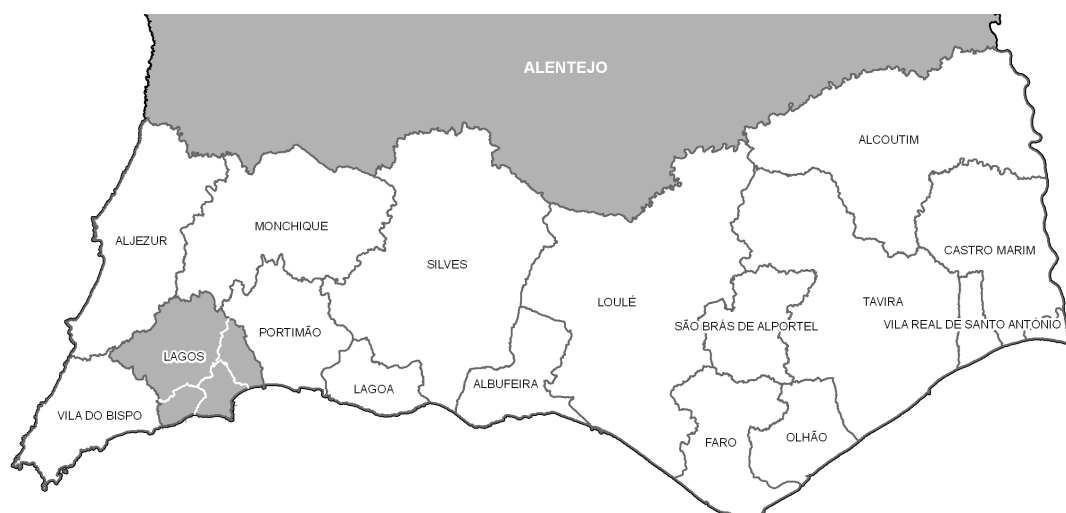 ALENTEJO
ALCOUTIM
MONCHIQUE
ALJEZUR
CASTRO MARIM
SILVES
LOULÉ
TAVIRA
SÃO BRÁS DE ALPORTEL
VILA REAL DE SANTO ANTÓNIO
PORTIMÃO
LAGOS
ALBUFEIRA
LAGOA
VILA DO BISPO
FARO
OLHÃO